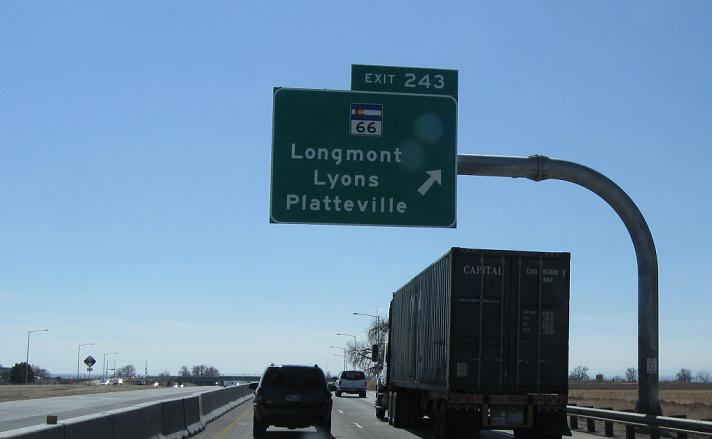 EXIT 243
66
Longmont
Lyons
Platteville
CAPITAL